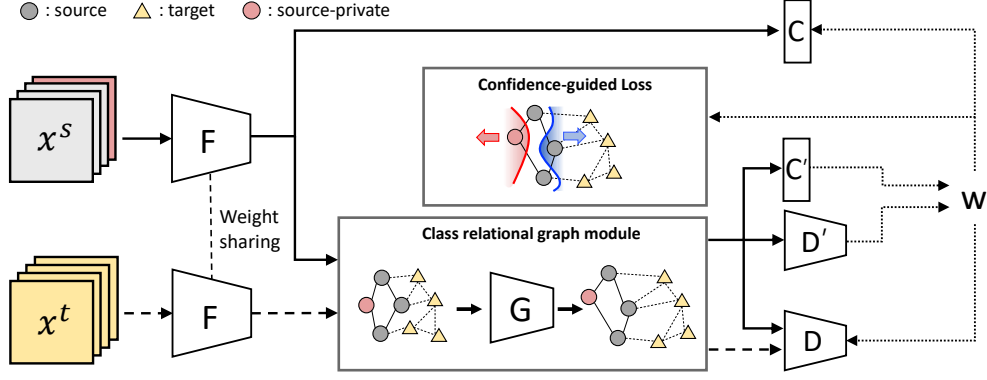 : source : target : source-private
C
Confidence-guided Loss
x^s
F
C'
W
Weight
sharing
Class relational graph module
D'
x^t
F
G
D